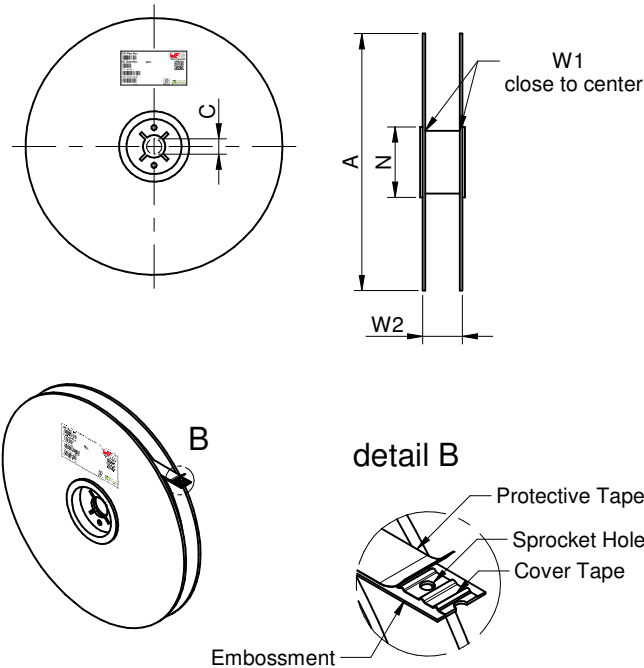 C
W1
close to center
A
N
W2
B
detail B
Protective Tape
Sprocket Hole
Cover Tape
Embossment